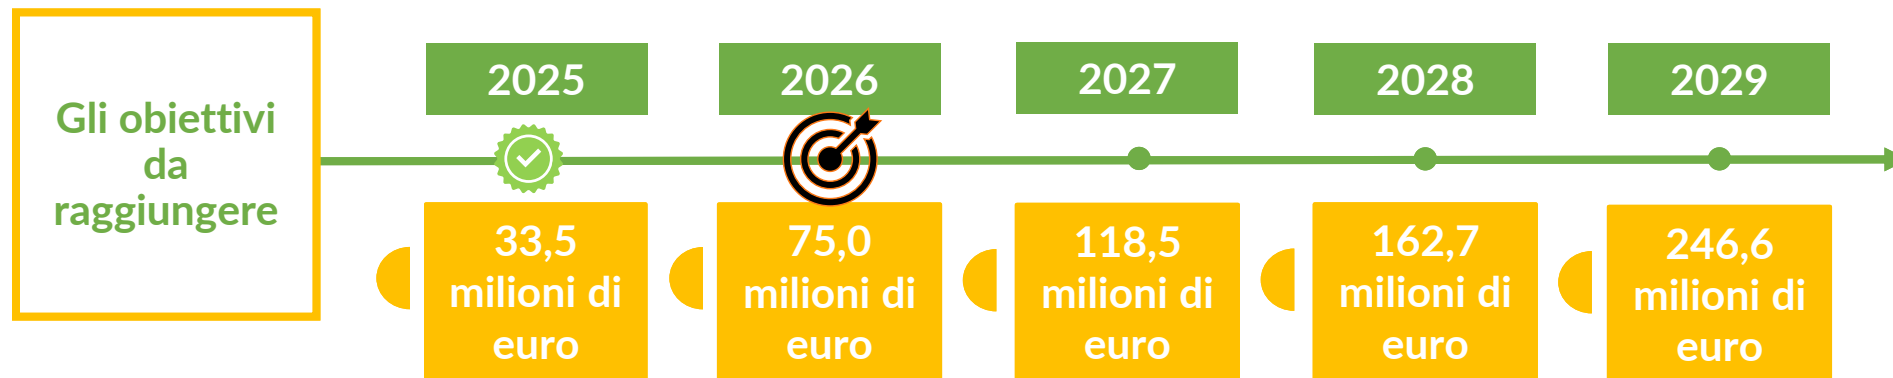 Gli obiettivi
da
raggiungere
2025
2026
2027
2028
2029
33,5
milioni di
euro
75,0
milioni di
euro
118,5
milioni di
euro
162,7
milioni di
euro
246,6
milioni di
euro